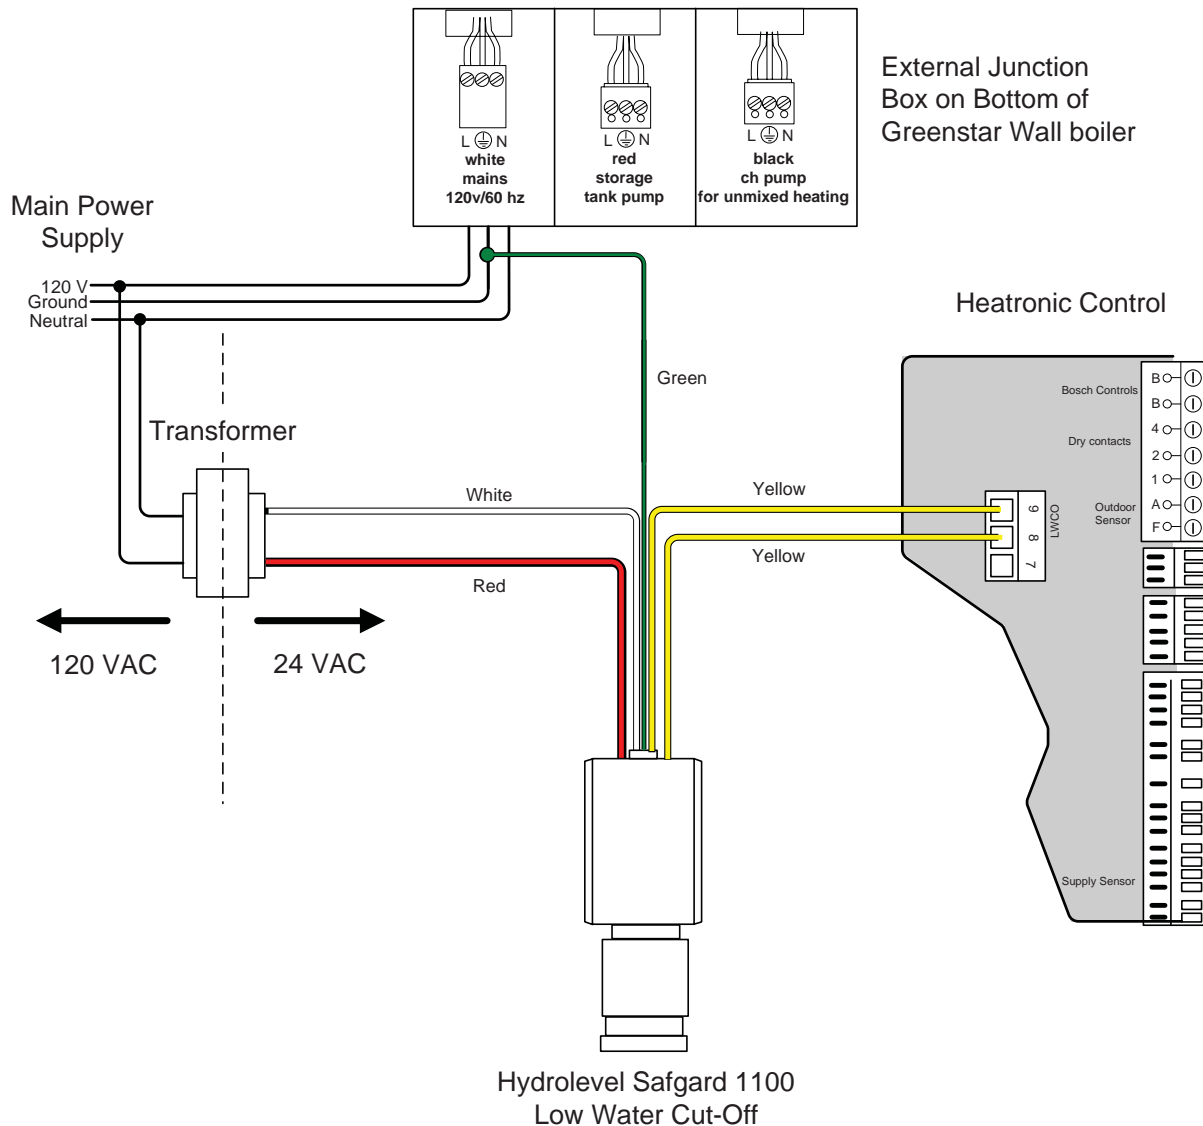 External Junction
Box on Bottom of
Greenstar Wall boiler
L N
white
mains
120v/60 hz
L N
red
storage
tank pump
L N
black
ch pump
for unmixed heating
Main Power
Supply
120 V
Ground
Neutral
Green
Transformer
White
Red
120 VAC
24 VAC
Yellow
Yellow
Heatronic Control
Bosch Controls
Dry contacts
Outdoor
Sensor
B
B
4
2
1
A
F
9
8
7
LWCO
Supply Sensor
Hydrolevel Safgard 1100
Low Water Cut-Off